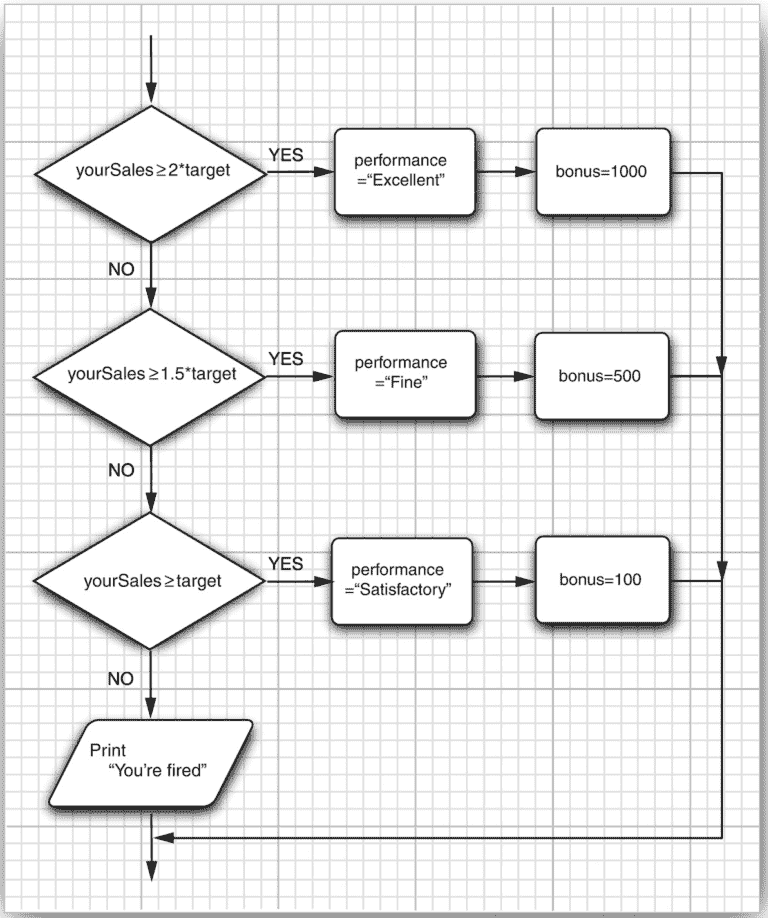 yourSales≥2*target
YES
performance
=“Excellent”
bonus=1000
NO
yourSales≥1.5*target
YES
performance
=“Fine”
bonus=500
NO
yourSales≥target
YES
performance
=“Satisfactory”
bonus=100
NO
Print
“You’re fired”